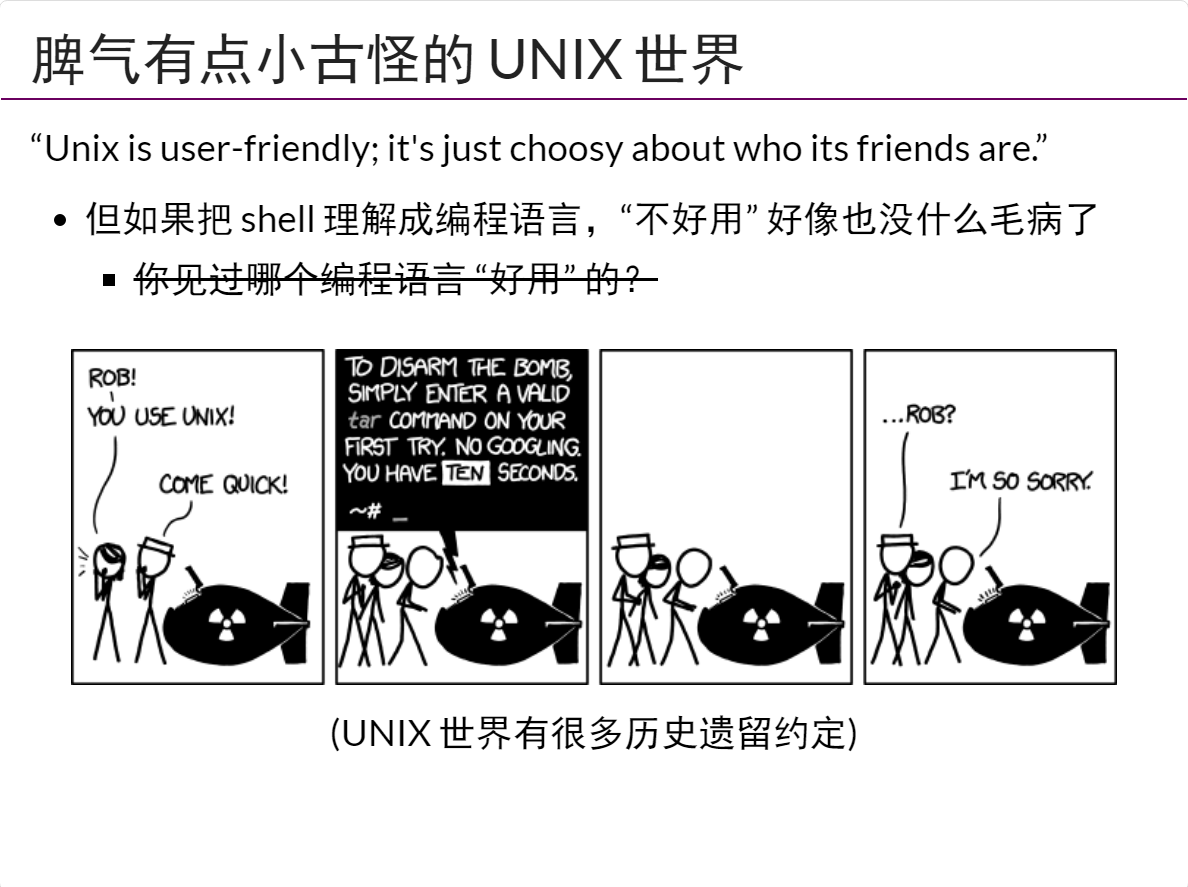 脾气有点小古怪的 UNIX 世界
“Unix is user-friendly; it's just choosy about who its friends are.”
但如果把 shell 理解成编程语言，“不好用” 好像也没什么毛病了
你见过哪个编程语言 “好用” 的？
ROB!
YOU USE UNIX!
COME QUICK!
TO DISARM THE BOMB,
SIMPLY ENTER A VALID
tar COMMAND ON YOUR
FIRST TRY. NO GOOGLING.
YOU HAVE TEN SECONDS.
~# _
...ROB?
I'M SO SORRY.
(UNIX 世界有很多历史遗留约定)